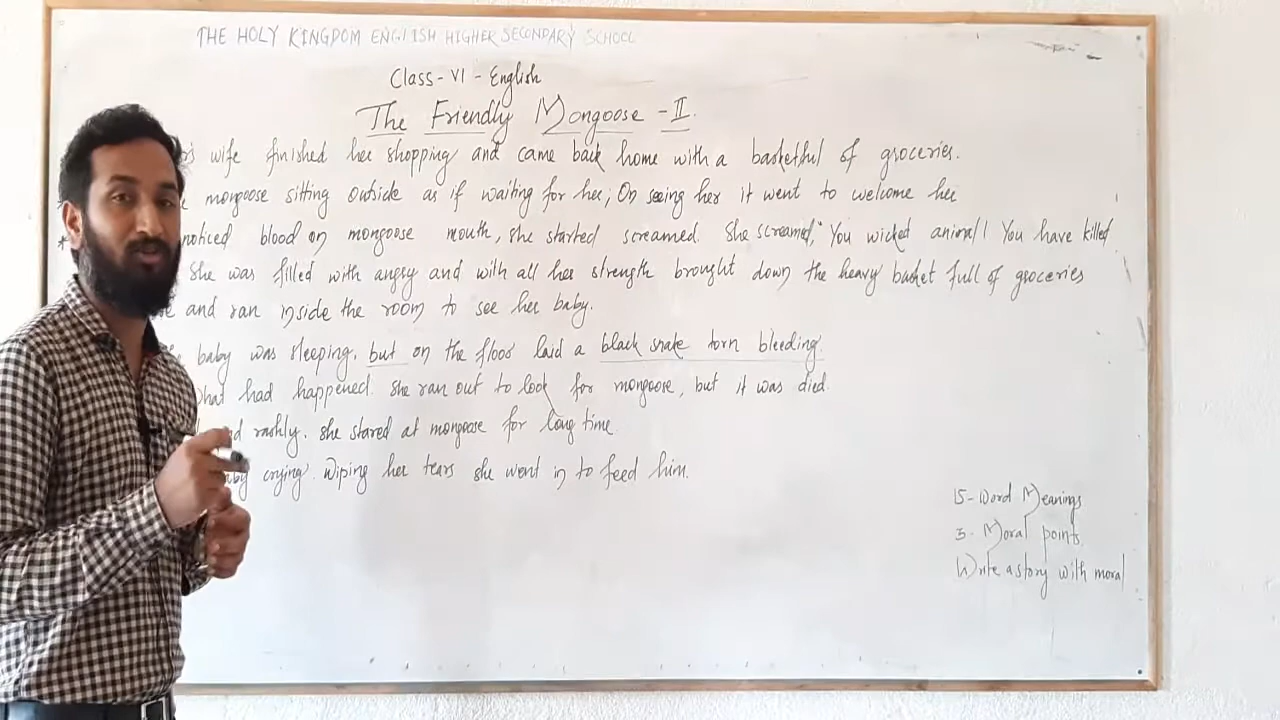 THE HOLY KINGDOM ENGLISH HIGHER SECONDARY SCHOOL
Class - VI - English
The Friendly Mongoose - II
wife finished her shopping and came back home with a basketful of groceries.
mongoose sitting outside as if waiting for her; On seeing her it went to welcome her
noticed blood on mongoose mouth, she started screamed. She screamed, "You wicked animal! You have killed
She was filled with angry and with all her strength brought down the heavy basket full of groceries
and ran inside the room to see her baby.
baby was sleeping, but on the floor laid a black snake torn bleeding.
what had happened. She ran out to look for mongoose, but it was died.
rashly. She stared at mongoose for long time.
crying. Wiping her tears she went in to feed him.
15 - Word Meanings
3. Moral points
Write a story with moral